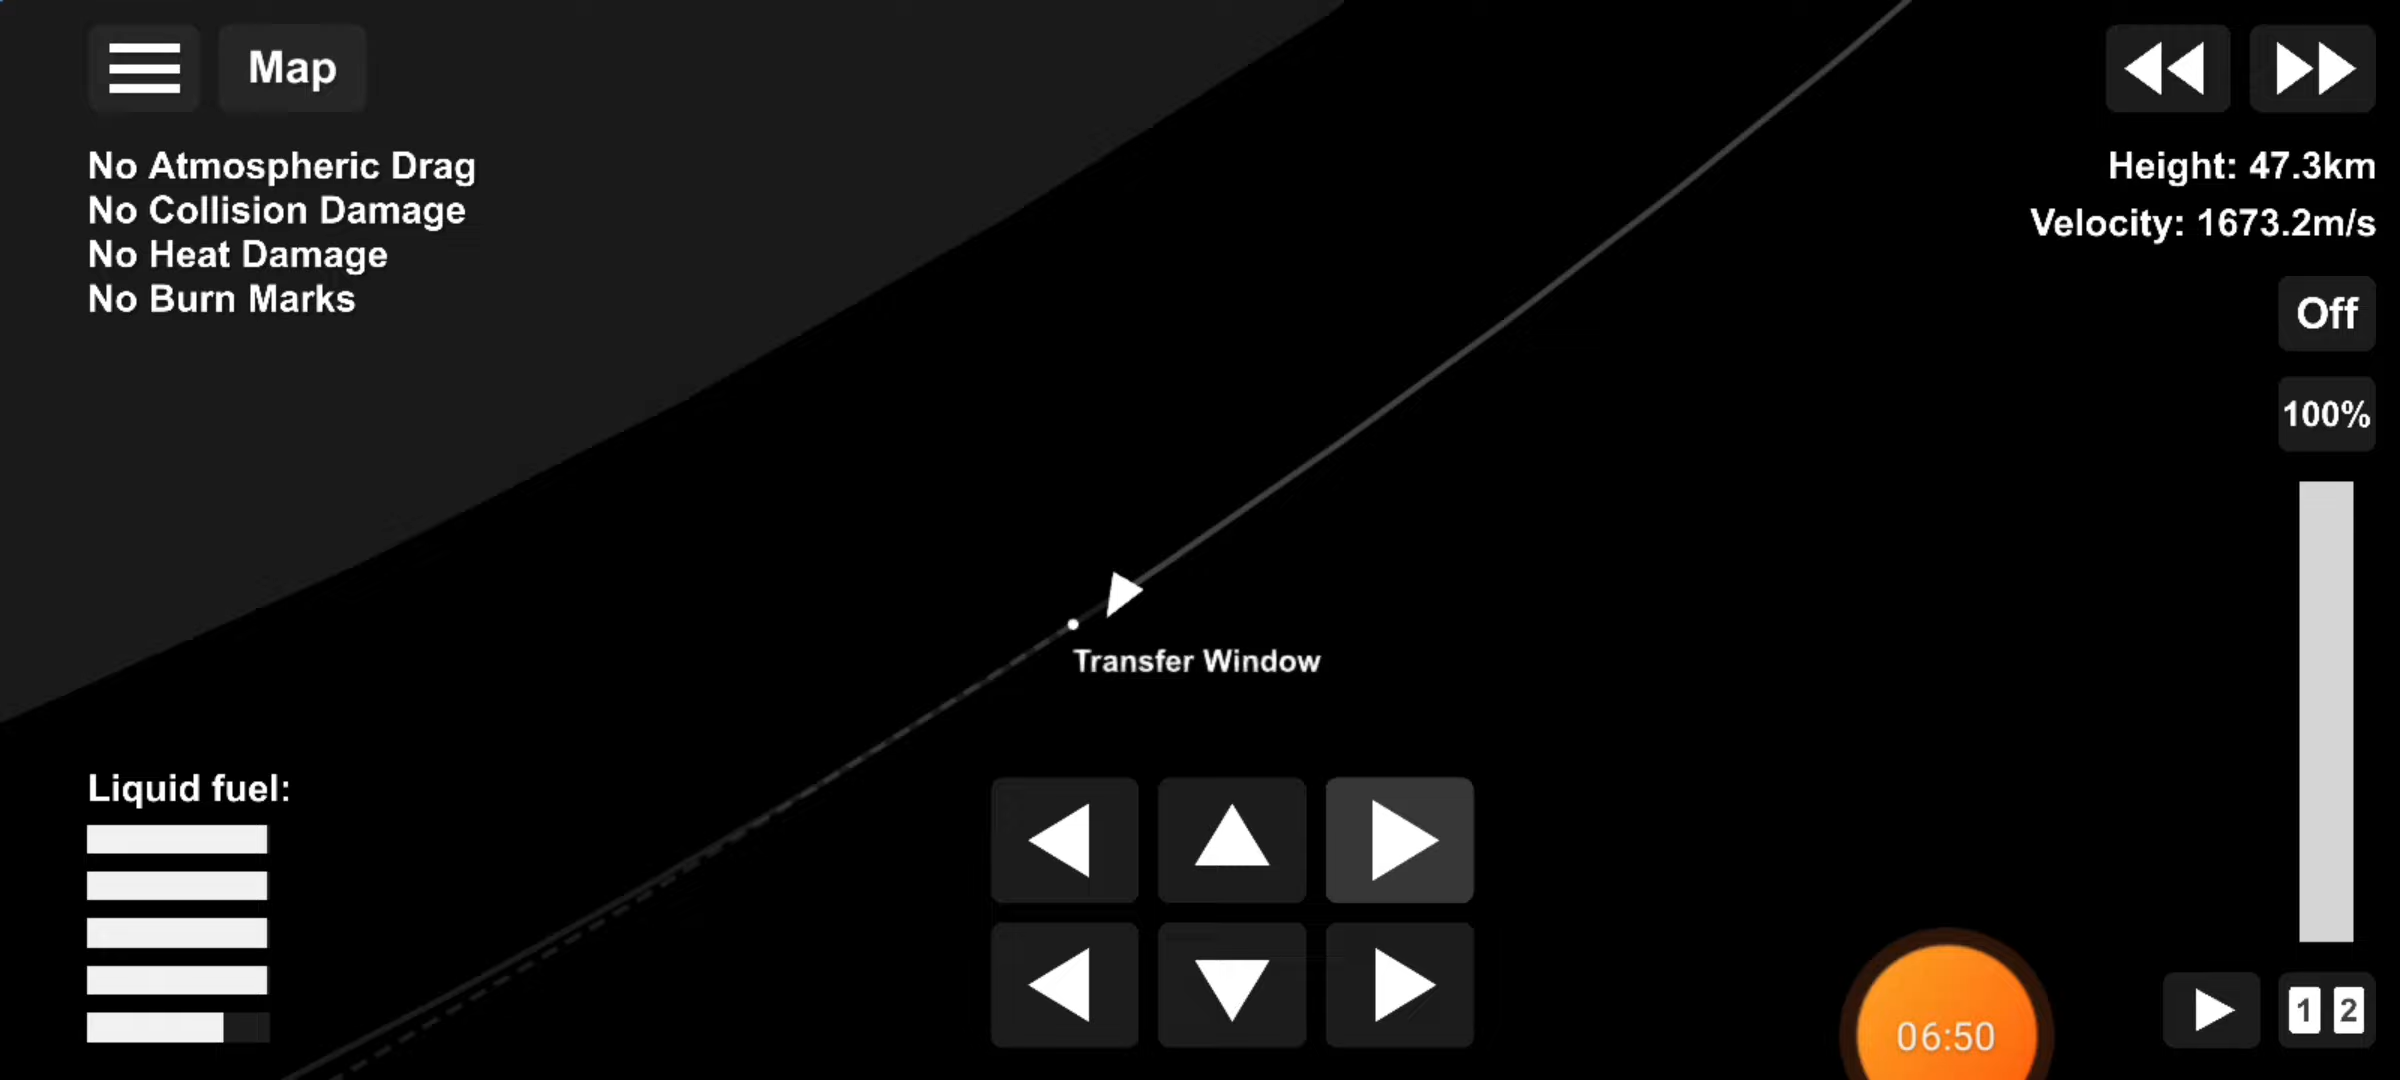 Map
No Atmospheric Drag
No Collision Damage
No Heat Damage
No Burn Marks
Height: 47.3km
Velocity: 1673.2m/s
Off
100%
Transfer Window
Liquid fuel:
06:50
1 2